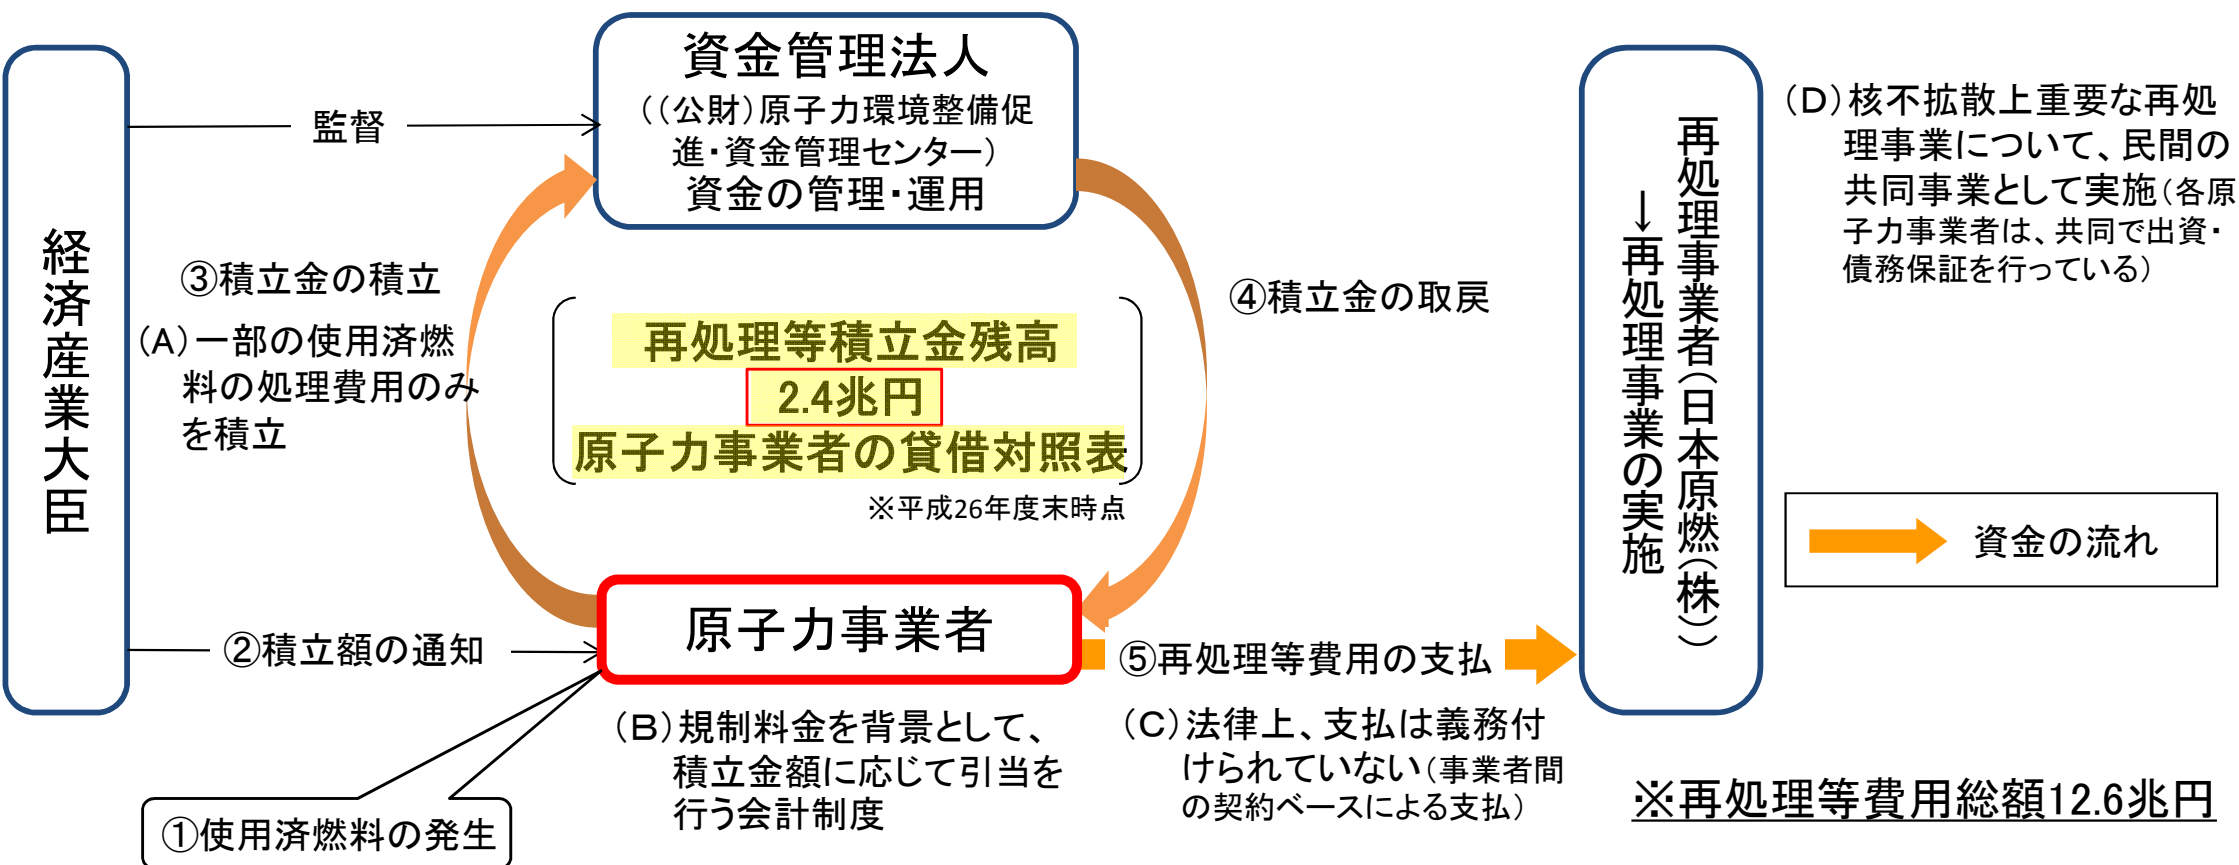 経済産業大臣
監督
資金管理法人
((公財)原子力環境整備促
進・資金管理センター)
資金の管理・運用
③積立金の積立
(A)一部の使用済燃
料の処理費用のみ
を積立
再処理等積立金残高
2.4兆円
原子力事業者の貸借対照表
※平成26年度末時点
④積立金の取戻
②積立額の通知
原子力事業者
①使用済燃料の発生
(B)規制料金を背景として、
積立金額に応じて引当を
行う会計制度
⑤再処理等費用の支払
(C)法律上、支払は義務付
けられていない(事業者間
の契約ベースによる支払)
再処理事業者(日本原燃(株))
→再処理事業の実施
(D)核不拡散上重要な再処
理事業について、民間の
共同事業として実施(各原
子力事業者は、共同で出資・
債務保証を行っている)
資金の流れ
※再処理等費用総額12.6兆円